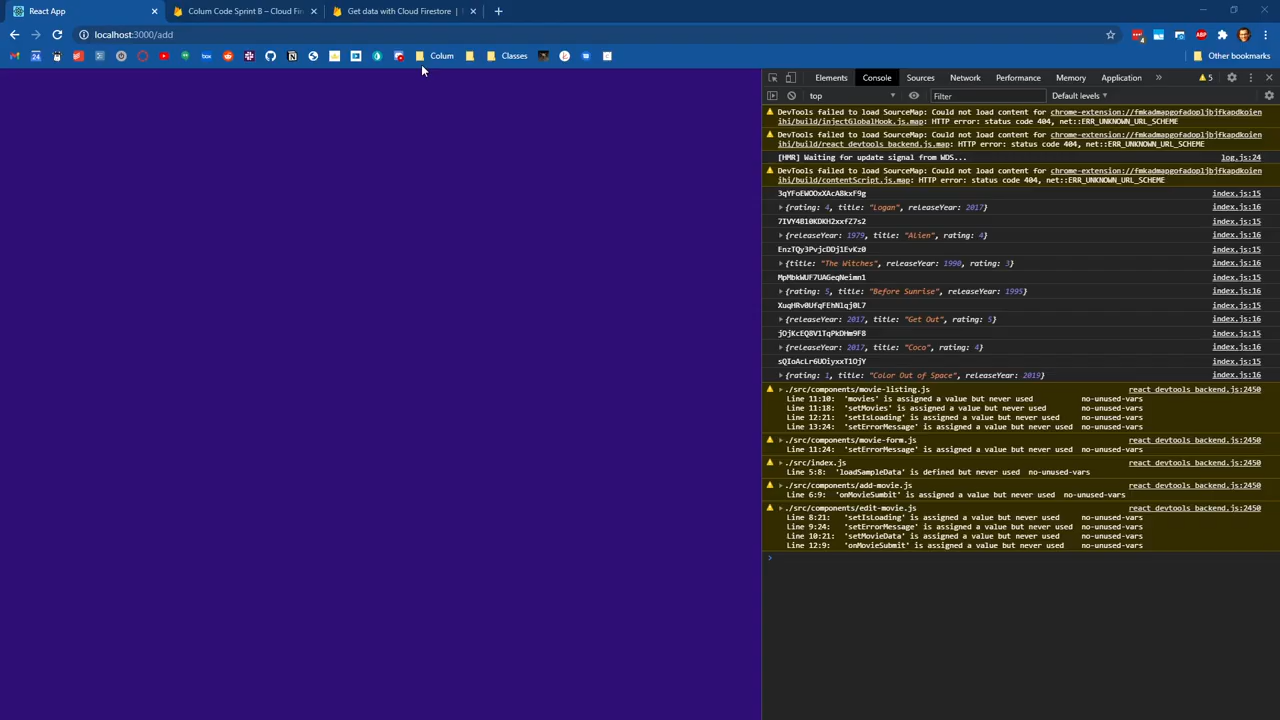 React App
Colum Code Sprint B – Cloud Fi
Get data with Cloud Firestore |
localhost:3000/add
Colum
Classes
Other bookmarks
Elements
Console
Sources
Network
Performance
Memory
Application
5
top
Filter
Default levels
DevTools failed to load SourceMap: Could not load content for chrome-extension://fmkadmapgofadopljbjfkapdkoien
ihi/build/injectGlobalHook.js.map: HTTP error: status code 404, net::ERR_UNKNOWN_URL_SCHEME
DevTools failed to load SourceMap: Could not load content for chrome-extension://fmkadmapgofadopljbjfkapdkoien
ihi/build/react_devtools_backend.js.map: HTTP error: status code 404, net::ERR_UNKNOWN_URL_SCHEME
[HMR] Waiting for update signal from WDS... log.js:24
DevTools failed to load SourceMap: Could not load content for chrome-extension://fmkadmapgofadopljbjfkapdkoien
ihi/build/contentScript.js.map: HTTP error: status code 404, net::ERR_UNKNOWN_URL_SCHEME
3qYFoEWOOxXAcA8kxF9g index.js:15
{rating: 4, title: "Logan", releaseYear: 2017} index.js:16
7IVY4B10KDKH2xxfZ7s2 index.js:15
{releaseYear: 1979, title: "Alien", rating: 4} index.js:16
EnzTQy3PvjcDDj1EvKz0 index.js:15
{title: "The Witches", releaseYear: 1990, rating: 3} index.js:16
MpMbkWUF7UAGeqNeimn1 index.js:15
{rating: 5, title: "Before Sunrise", releaseYear: 1995} index.js:16
XuqHRv0UfqFEhNlqj0L7 index.js:15
{releaseYear: 2017, title: "Get Out", rating: 5} index.js:16
jOjKcEQ8V1TqPkDHm9F8 index.js:15
{releaseYear: 2017, title: "Coco", rating: 4} index.js:16
sQIoAcLr6UOiyxxT1OjY index.js:15
{rating: 1, title: "Color Out of Space", releaseYear: 2019} index.js:16
./src/components/movie-listing.js react_devtools_backend.js:2450
Line 11:10: 'movies' is assigned a value but never used no-unused-vars
Line 11:18: 'setMovies' is assigned a value but never used no-unused-vars
Line 12:21: 'setIsLoading' is assigned a value but never used no-unused-vars
Line 13:24: 'setErrorMessage' is assigned a value but never used no-unused-vars
./src/components/movie-form.js react_devtools_backend.js:2450
Line 11:24: 'setErrorMessage' is assigned a value but never used no-unused-vars
./src/index.js react_devtools_backend.js:2450
Line 5:8: 'loadSampleData' is defined but never used no-unused-vars
./src/components/add-movie.js react_devtools_backend.js:2450
Line 6:9: 'onMovieSumbit' is assigned a value but never used no-unused-vars
./src/components/edit-movie.js react_devtools_backend.js:2450
Line 8:21: 'setIsLoading' is assigned a value but never used no-unused-vars
Line 9:24: 'setErrorMessage' is assigned a value but never used no-unused-vars
Line 10:21: 'setMovieData' is assigned a value but never used no-unused-vars
Line 12:9: 'onMovieSubmit' is assigned a value but never used no-unused-vars